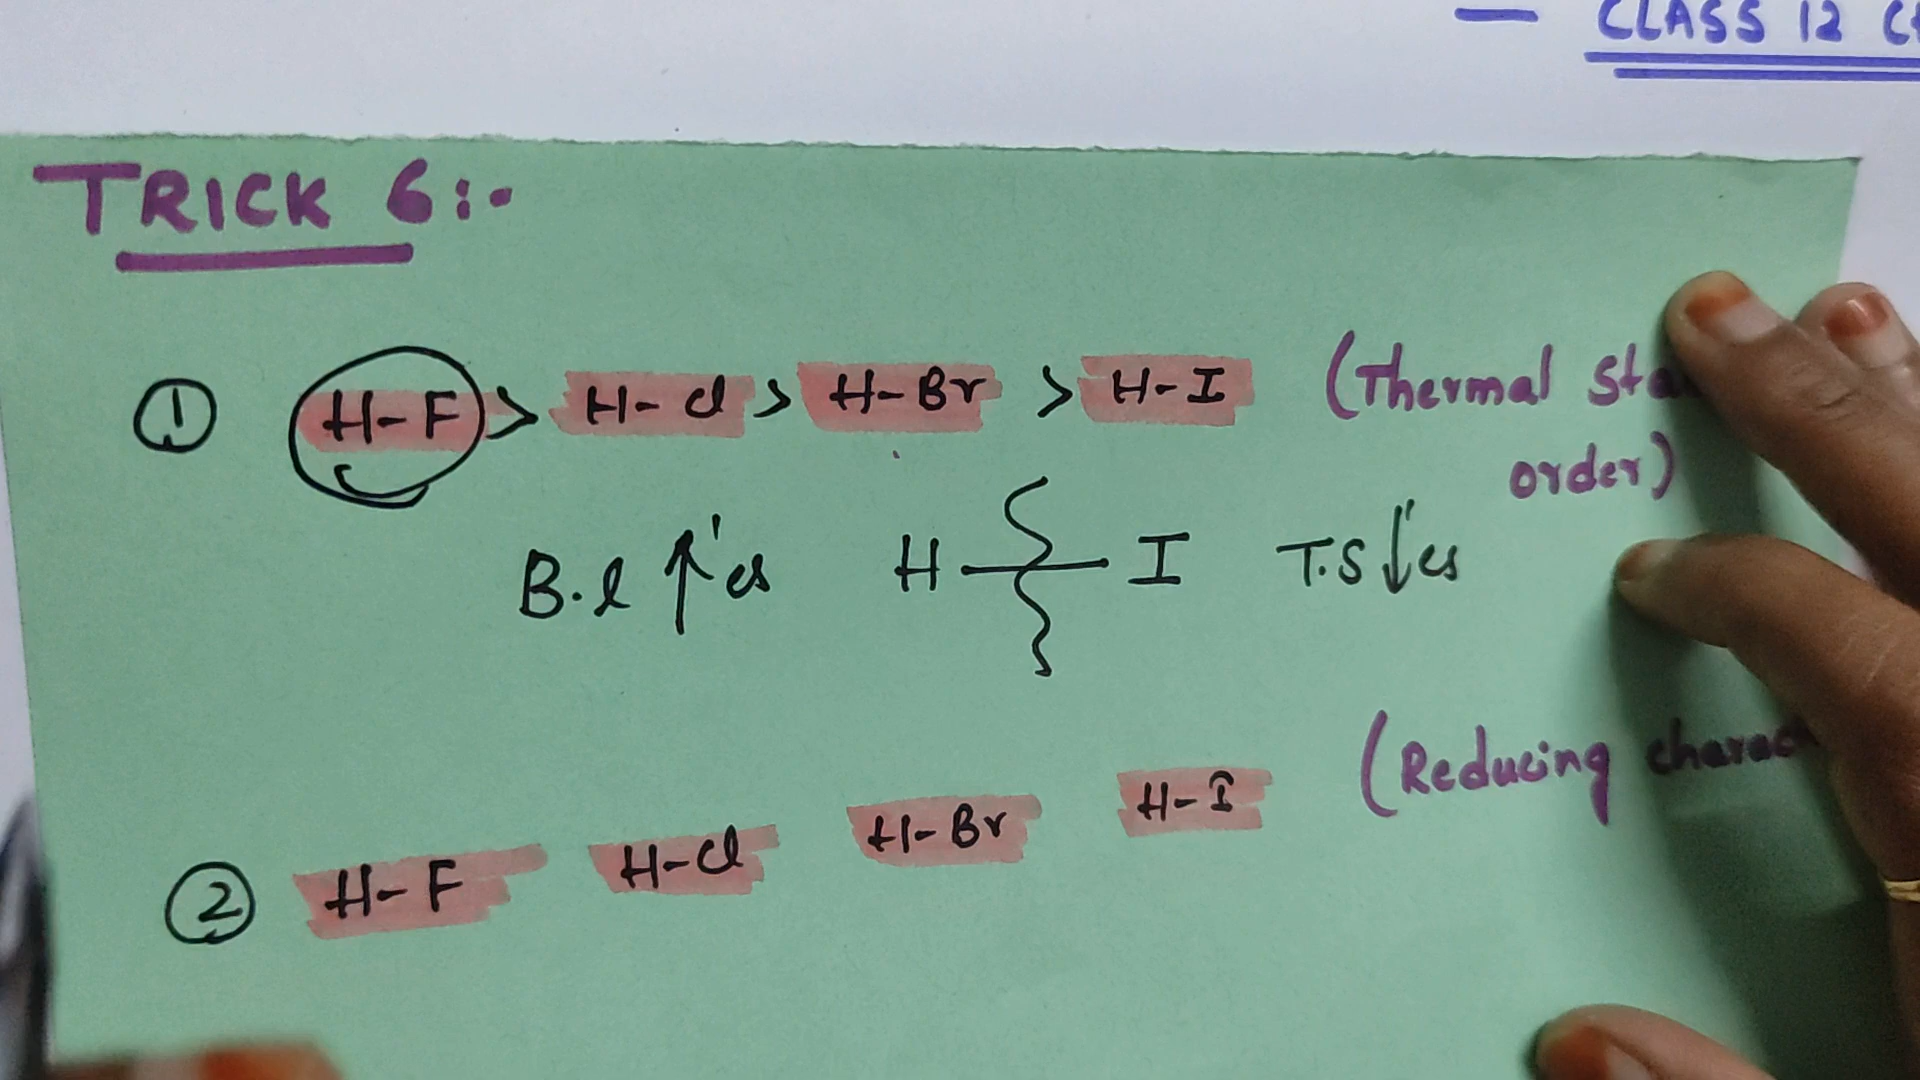 — CLASS 12
TRICK 6:-
① H-F > H-Cl > H-Br > H-I (Thermal
order)
B.l ↑'es H—I T.S ↓'es
(Reducing
② H-F H-Cl H-Br H-I